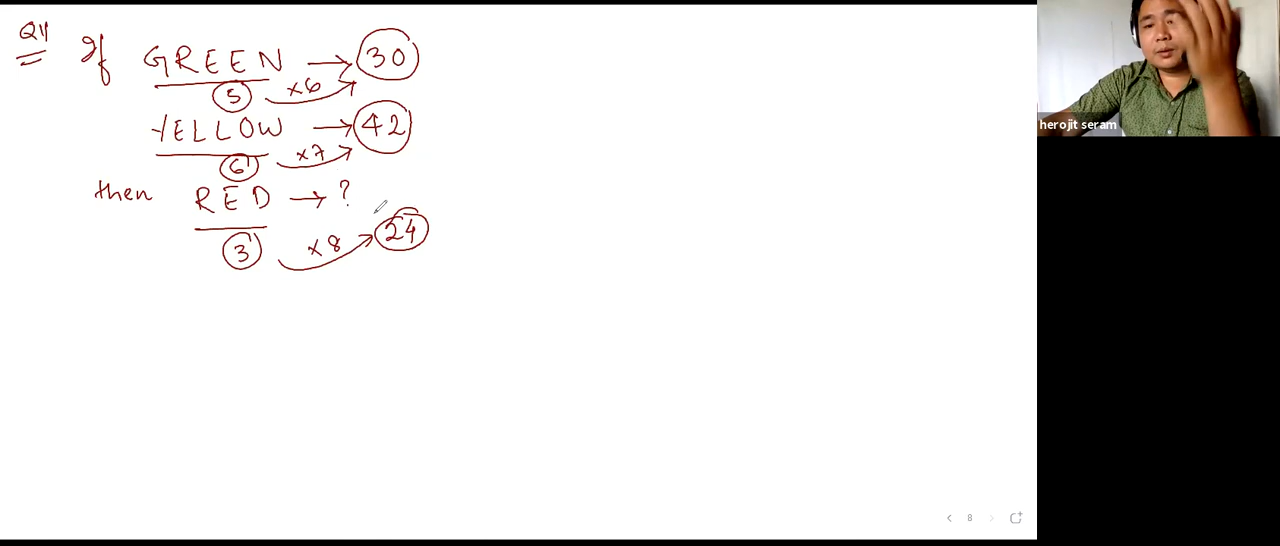 Q11 If GREEN → 30
5 ×6
YELLOW → 42
6 ×7
then RED → ?
3 ×8 24
herojit seram
8